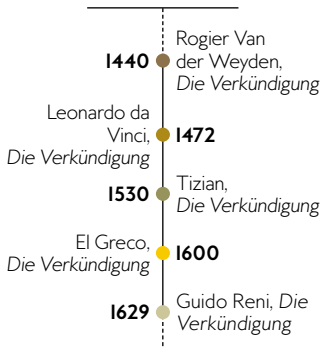 1440
Rogier Van
der Weyden,
Die Verkündigung
Leonardo da
Vinci,
Die Verkündigung
1472
1530
Tizian,
Die Verkündigung
El Greco,
Die Verkündigung
1600
1629
Guido Reni, Die
Verkündigung